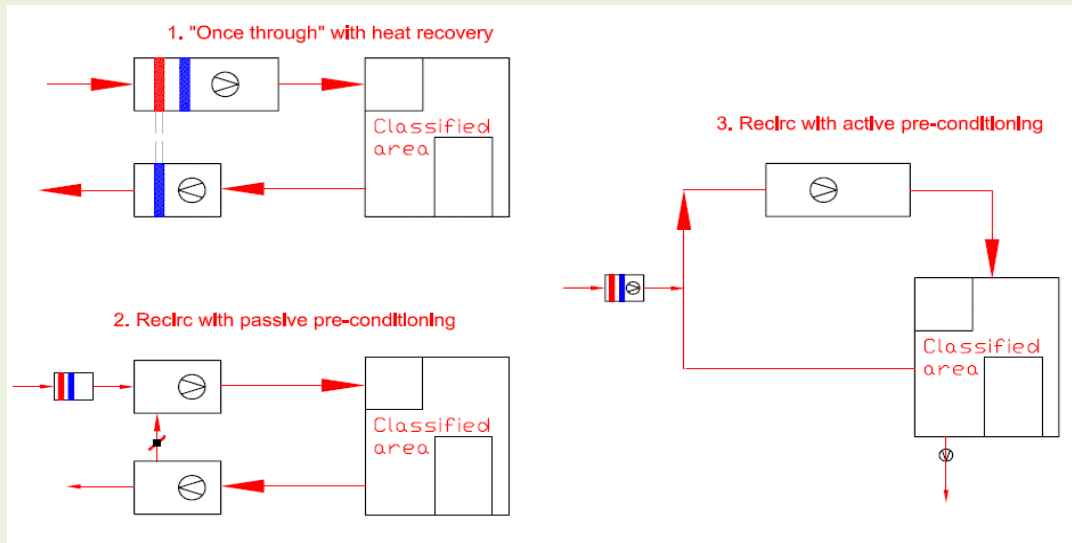 1. "Once through" with heat recovery
Classified
area
3. Recirc with active pre-conditioning
2. Recirc with passive pre-conditioning
Classified
area
Classified
area